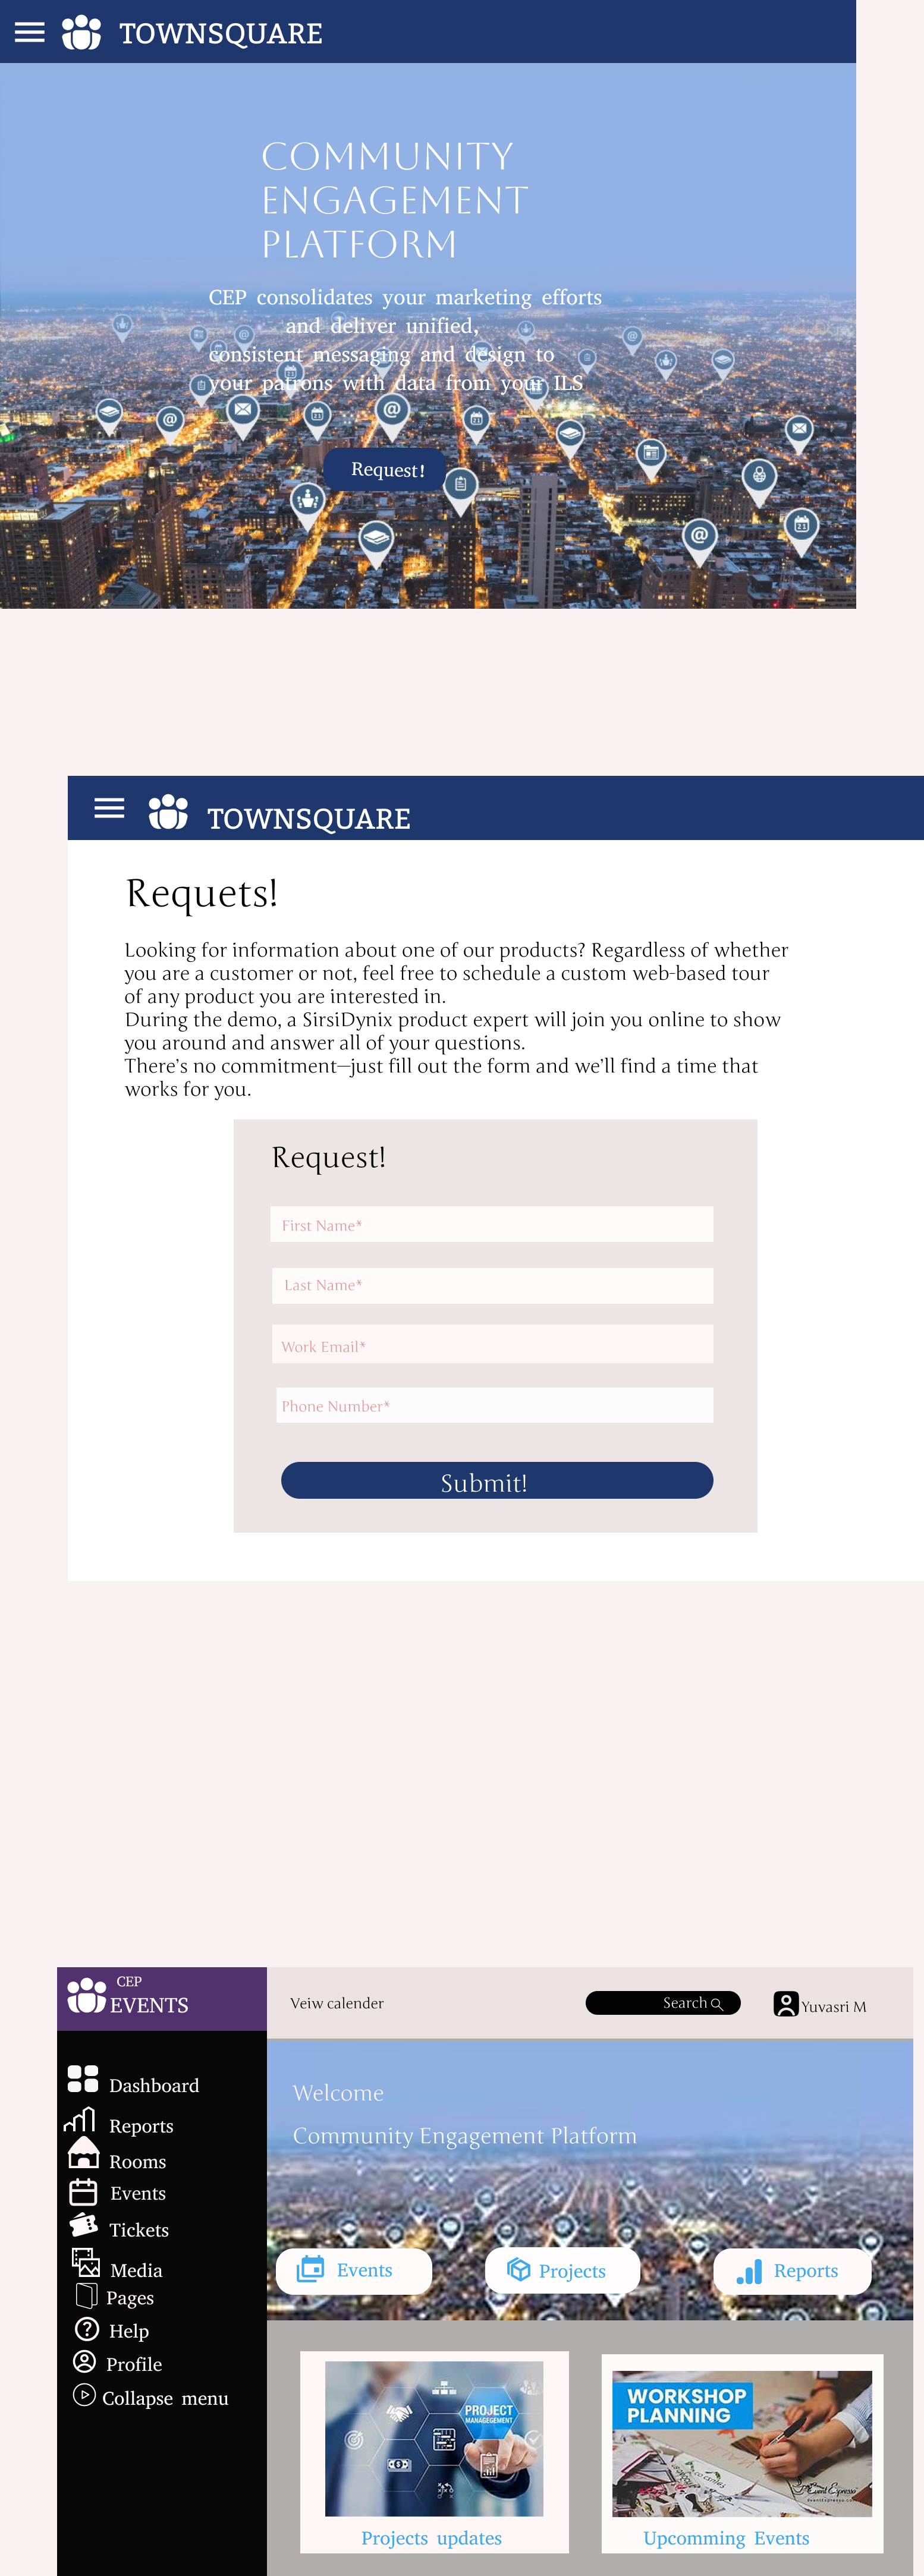 TOWNSQUARE
COMMUNITY
ENGAGEMENT
PLATFORM
CEP consolidates your marketing efforts
and deliver unified,
consistent messaging and design to
your patrons with data from your ILS
Request!
TOWNSQUARE
Requets!
Looking for information about one of our products? Regardless of whether
you are a customer or not, feel free to schedule a custom web-based tour
of any product you are interested in.
During the demo, a SirsiDynix product expert will join you online to show
you around and answer all of your questions.
There's no commitment—just fill out the form and we'll find a time that
works for you.
Request!
First Name*
Last Name*
Work Email*
Phone Number*
Submit!
CEP
EVENTS
Veiw calender
Search
Yuvasri M
Dashboard
Reports
Rooms
Events
Tickets
Media
Pages
Help
Profile
Collapse menu
Welcome
Community Engagement Platform
Events
Projects
Reports
PROJECT
MANAGEGEMENT
WORKSHOP
PLANNING
Event Espresso
Projects updates
Upcomming Events